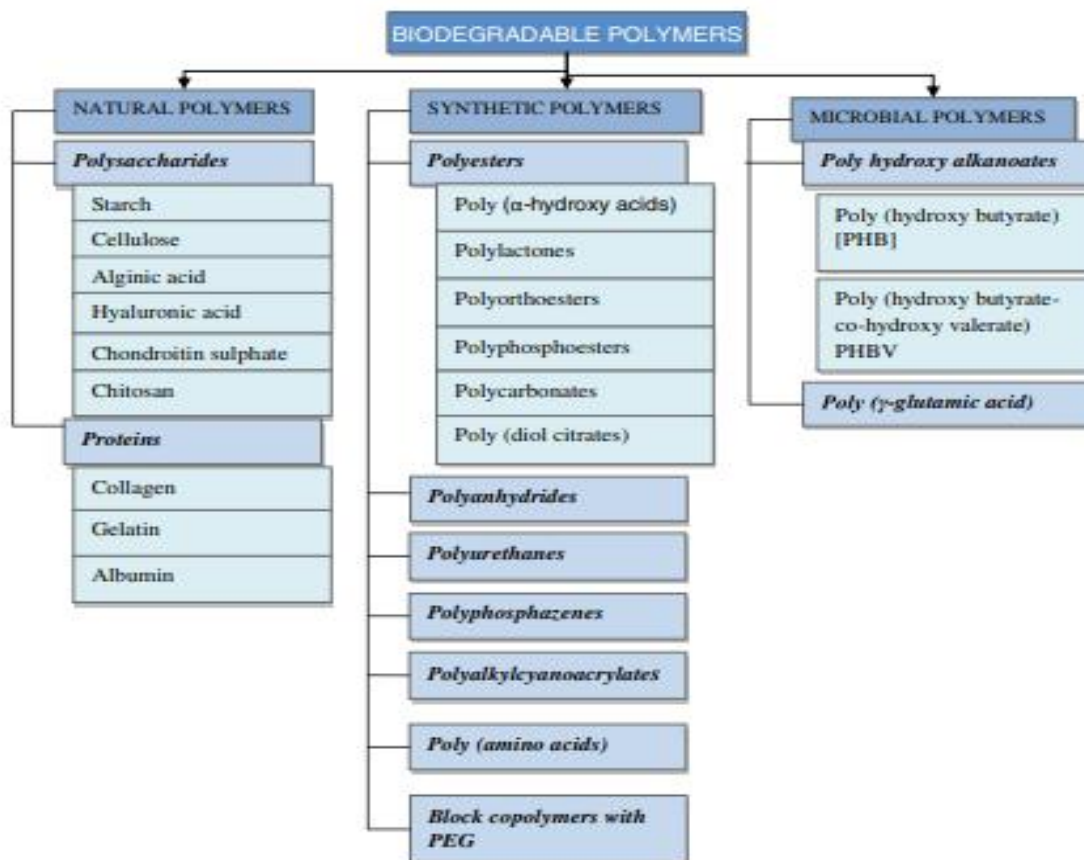 BIODEGRADABLE POLYMERS
NATURAL POLYMERS
Polysaccharides
Starch
Cellulose
Alginic acid
Hyaluronic acid
Chondroitin sulphate
Chitosan
Proteins
Collagen
Gelatin
Albumin
SYNTHETIC POLYMERS
Polyesters
Poly (α-hydroxy acids)
Polylactones
Polyorthoesters
Polyphosphoesters
Polycarbonates
Poly (diol citrates)
Polyanhydrides
Polyurethanes
Polyphosphazenes
Polyalkylcyanoacrylates
Poly (amino acids)
Block copolymers with
PEG
MICROBIAL POLYMERS
Poly hydroxy alkanoates
Poly (hydroxy butyrate)
[PHB]
Poly (hydroxy butyrate-
co-hydroxy valerate)
PHBV
Poly (γ-glutamic acid)